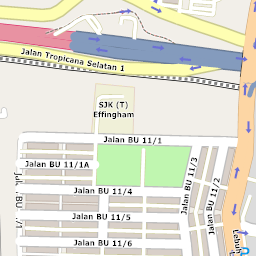 Jalan Tropicana Selatan 1
SJK (T)
Effingham
Jalan BU 11/1
Jalan BU 11/1A
Jalan BU 11/3
Jalan BU 11/2
Jalan BU 11/4
Jalan BU 11/5
Jalan BU 11/6
Lebuh